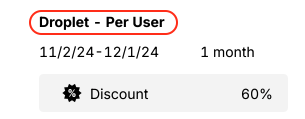 Droplet - Per User
11/2/24-12/1/24 1 month
Discount 60%